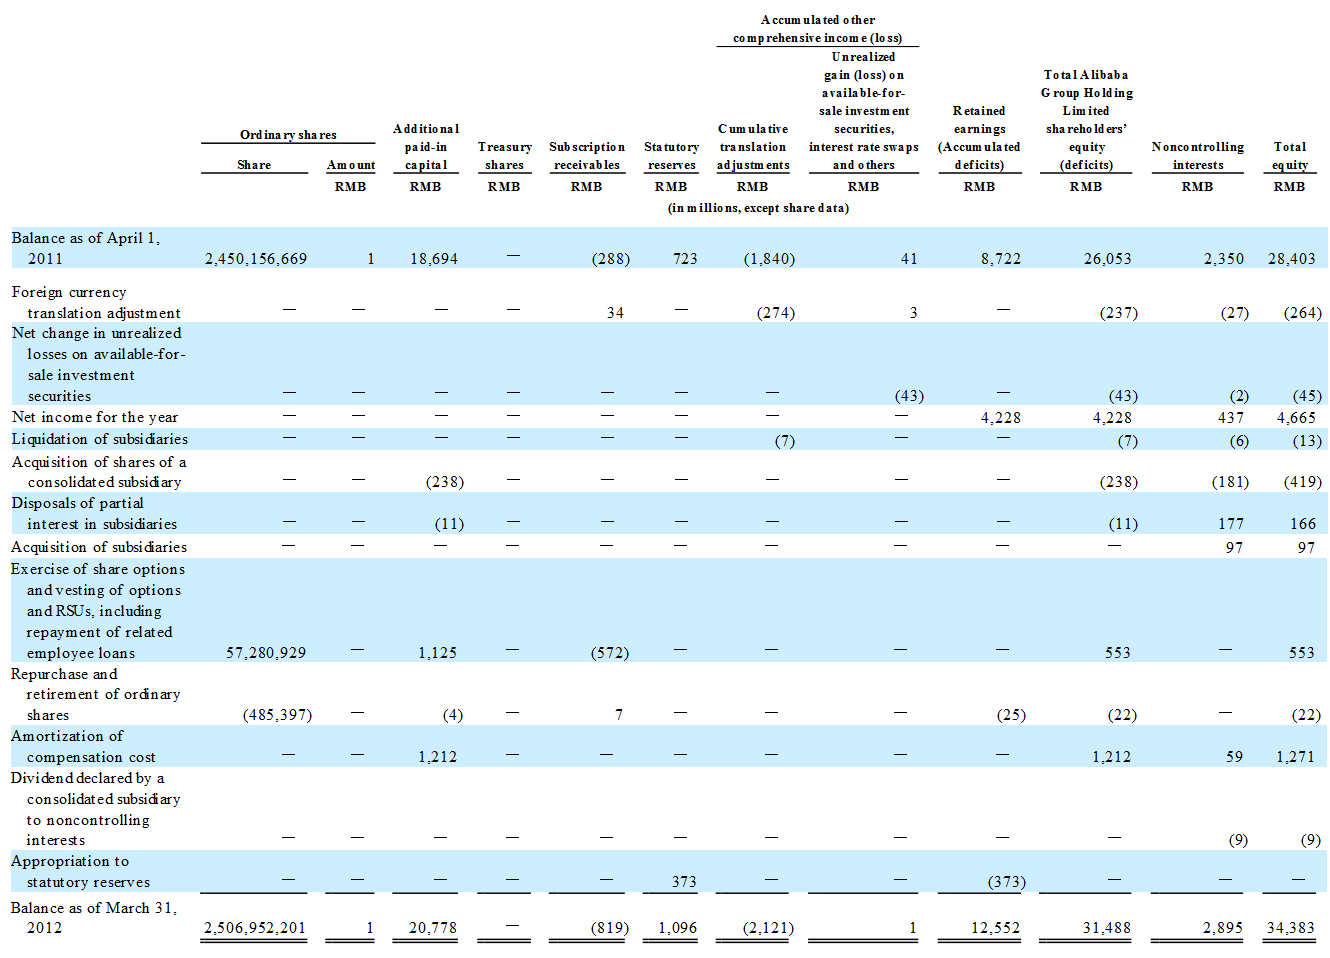 Accumulated other
comprehensive income (loss)
Ordinary shares
Share
Amount
Additional
paid-in
capital
Treasury
shares
Subscription
receivables
Statutory
reserves
Cumulative
translation
adjustments
Unrealized
gain (loss) on
available-for-
sale investment
securities,
interest rate swaps
and others
Retained
earnings
(Accumulated
deficits)
Total Alibaba
Group Holding
Limited
shareholders’
equity
(deficits)
Noncontrolling
interests
Total
equity
RMB RMB RMB RMB RMB RMB RMB RMB RMB RMB RMB
(in millions, except share data)
Balance as of April 1,
2011 2,450,156,669 1 18,694 — (288) 723 (1,840) 41 8,722 26,053 2,350 28,403
Foreign currency
translation adjustment — — — — 34 — (274) 3 — (237) (27) (264)
Net change in unrealized
losses on available-for-
sale investment
securities — — — — — — — (43) — (43) (2) (45)
Net income for the year — — — — — — — — 4,228 4,228 437 4,665
Liquidation of subsidiaries — — — — — — (7) — — (7) (6) (13)
Acquisition of shares of a
consolidated subsidiary — — (238) — — — — — — (238) (181) (419)
Disposals of partial
interest in subsidiaries — — (11) — — — — — — (11) 177 166
Acquisition of subsidiaries — — — — — — — — — — 97 97
Exercise of share options
and vesting of options
and RSUs, including
repayment of related
employee loans 57,280,929 — 1,125 — (572) — — — — 553 — 553
Repurchase and
retirement of ordinary
shares (485,397) — (4) — 7 — — — (25) (22) — (22)
Amortization of
compensation cost — — 1,212 — — — — — — 1,212 59 1,271
Dividend declared by a
consolidated subsidiary
to noncontrolling
interests — — — — — — — — — — (9) (9)
Appropriation to
statutory reserves — — — — — 373 — — (373) — — —
Balance as of March 31,
2012 2,506,952,201 1 20,778 — (819) 1,096 (2,121) 1 12,552 31,488 2,895 34,383